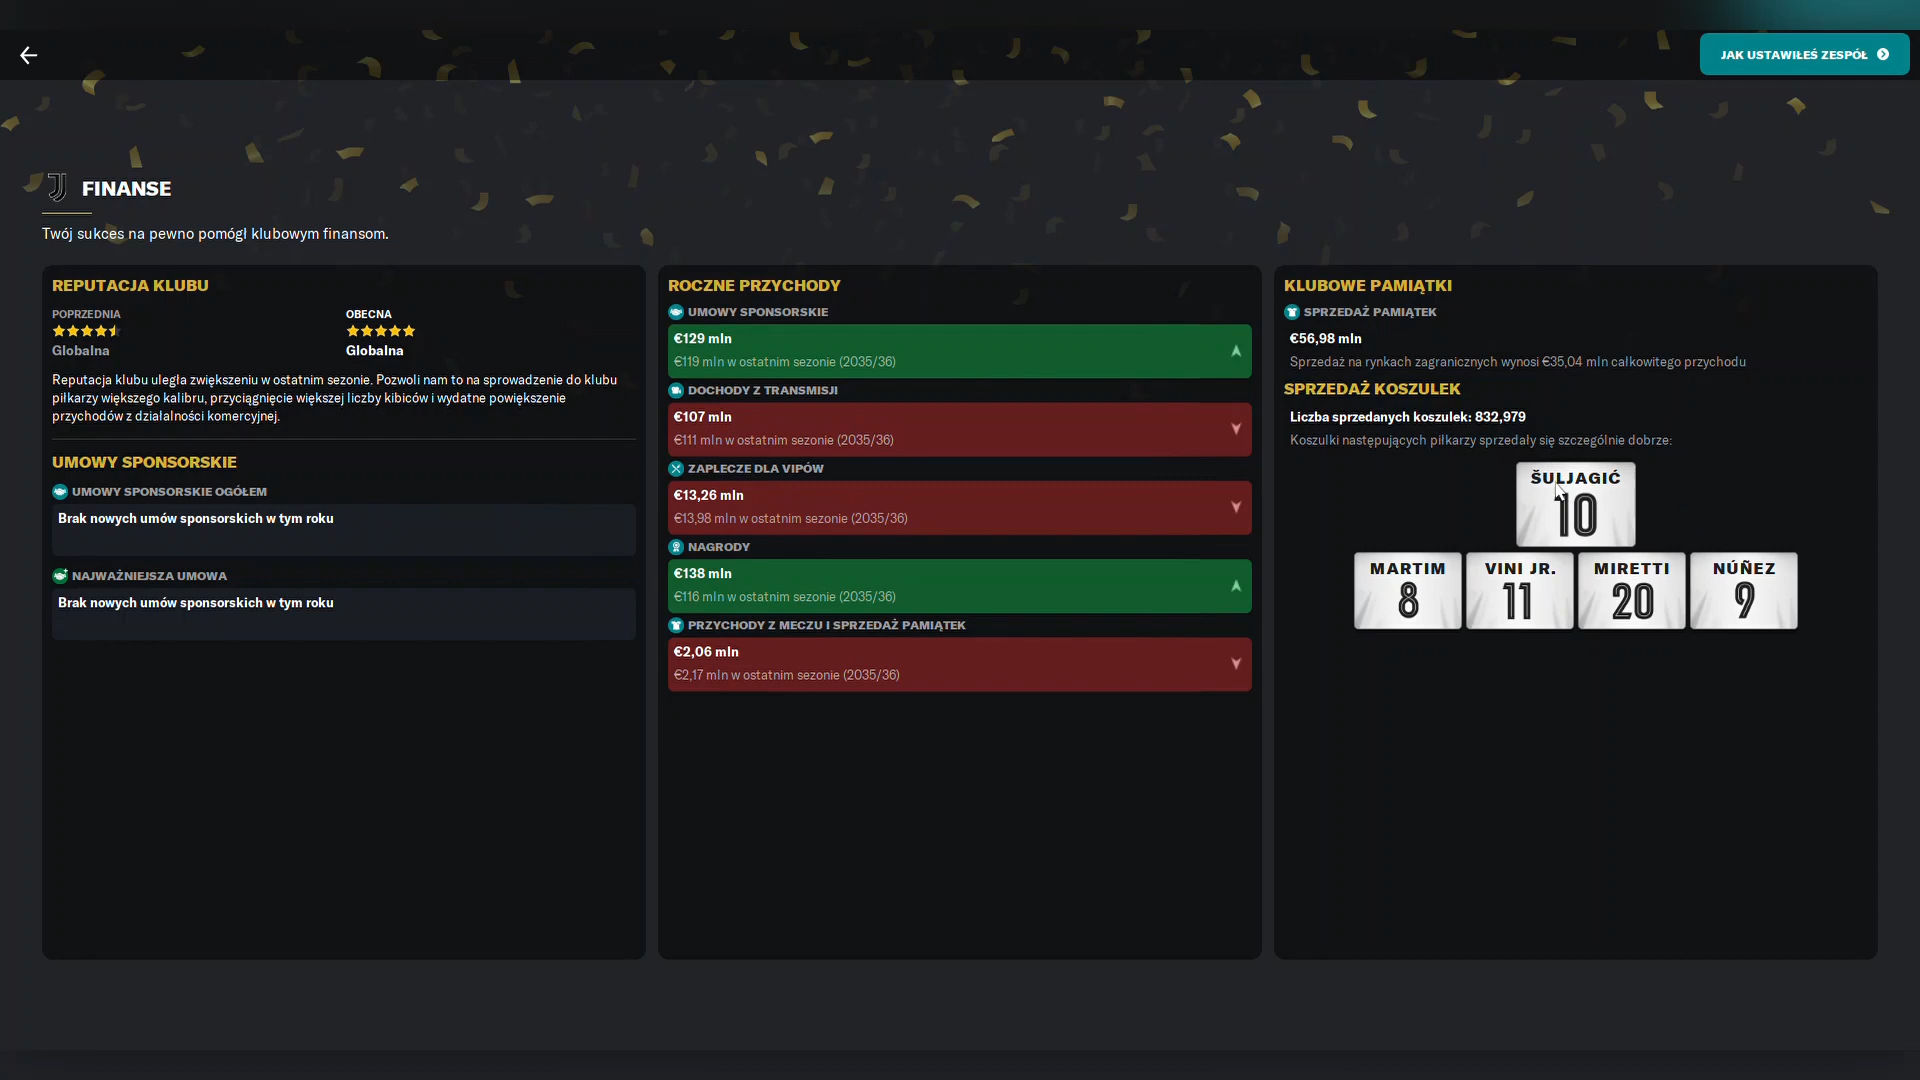 JAK USTAWIŁEŚ ZESPÓŁ
FINANSE
Twój sukces na pewno pomógł klubowym finansom.
REPUTACJA KLUBU
POPRZEDNIA
OBECNA
Globalna
Globalna
Reputacja klubu uległa zwiększeniu w ostatnim sezonie. Pozwoli nam to na sprowadzenie do klubu
piłkarzy większego kalibru, przyciągnięcie większej liczby kibiców i wydatne powiększenie
przychodów z działalności komercyjnej.
UMOWY SPONSORSKIE
UMOWY SPONSORSKIE OGÓŁEM
Brak nowych umów sponsorskich w tym roku
NAJWAŻNIEJSZA UMOWA
Brak nowych umów sponsorskich w tym roku
ROCZNE PRZYCHODY
UMOWY SPONSORSKIE
€129 mln
€119 mln w ostatnim sezonie (2035/36)
DOCHODY Z TRANSMISJI
€107 mln
€111 mln w ostatnim sezonie (2035/36)
ZAPLECZE DLA VIPÓW
€13,26 mln
€13,98 mln w ostatnim sezonie (2035/36)
NAGRODY
€138 mln
€116 mln w ostatnim sezonie (2035/36)
PRZYCHODY Z MECZU I SPRZEDAŻ PAMIĄTEK
€2,06 mln
€2,17 mln w ostatnim sezonie (2035/36)
KLUBOWE PAMIĄTKI
SPRZEDAŻ PAMIĄTEK
€56,98 mln
Sprzedaż na rynkach zagranicznych wynosi €35,04 mln całkowitego przychodu
SPRZEDAŻ KOSZULEK
Liczba sprzedanych koszulek: 832,979
Koszulki następujących piłkarzy sprzedały się szczególnie dobrze:
ŠULJAGIĆ
10
MARTIM
8
VINI JR.
11
MIRETTI
20
NÚÑEZ
9